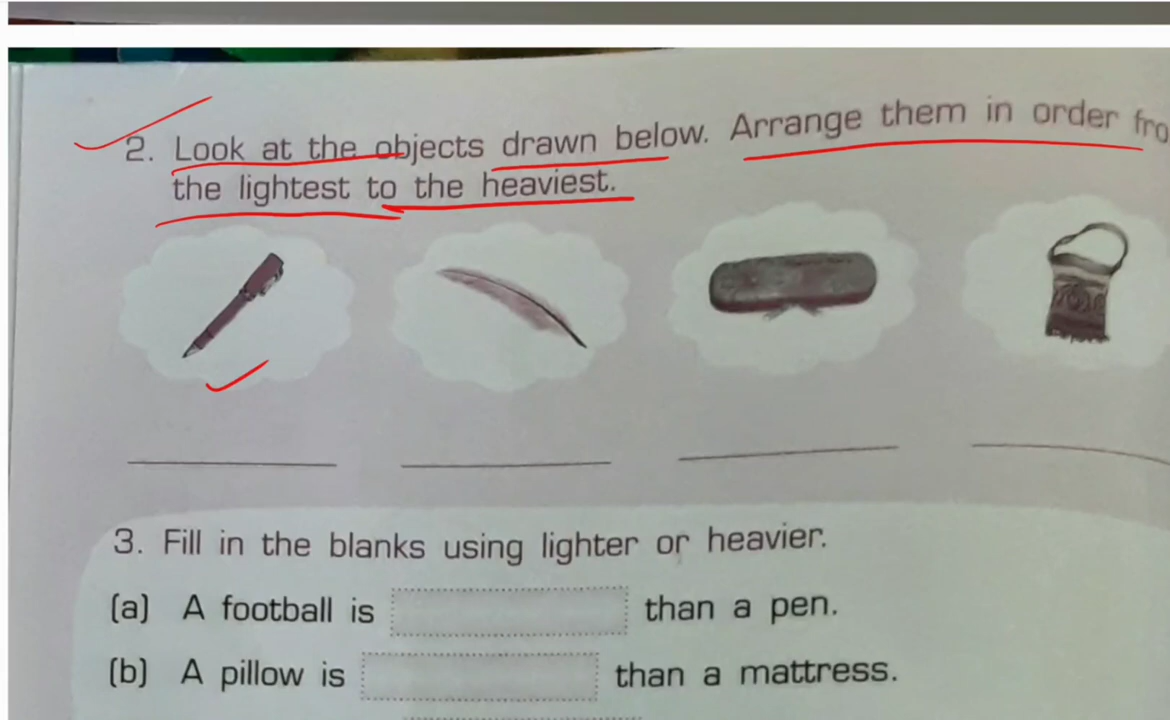 2. Look at the objects drawn below. Arrange them in order
the lightest to the heaviest.
3. Fill in the blanks using lighter or heavier.
(a) A football is than a pen.
(b) A pillow is than a mattress.